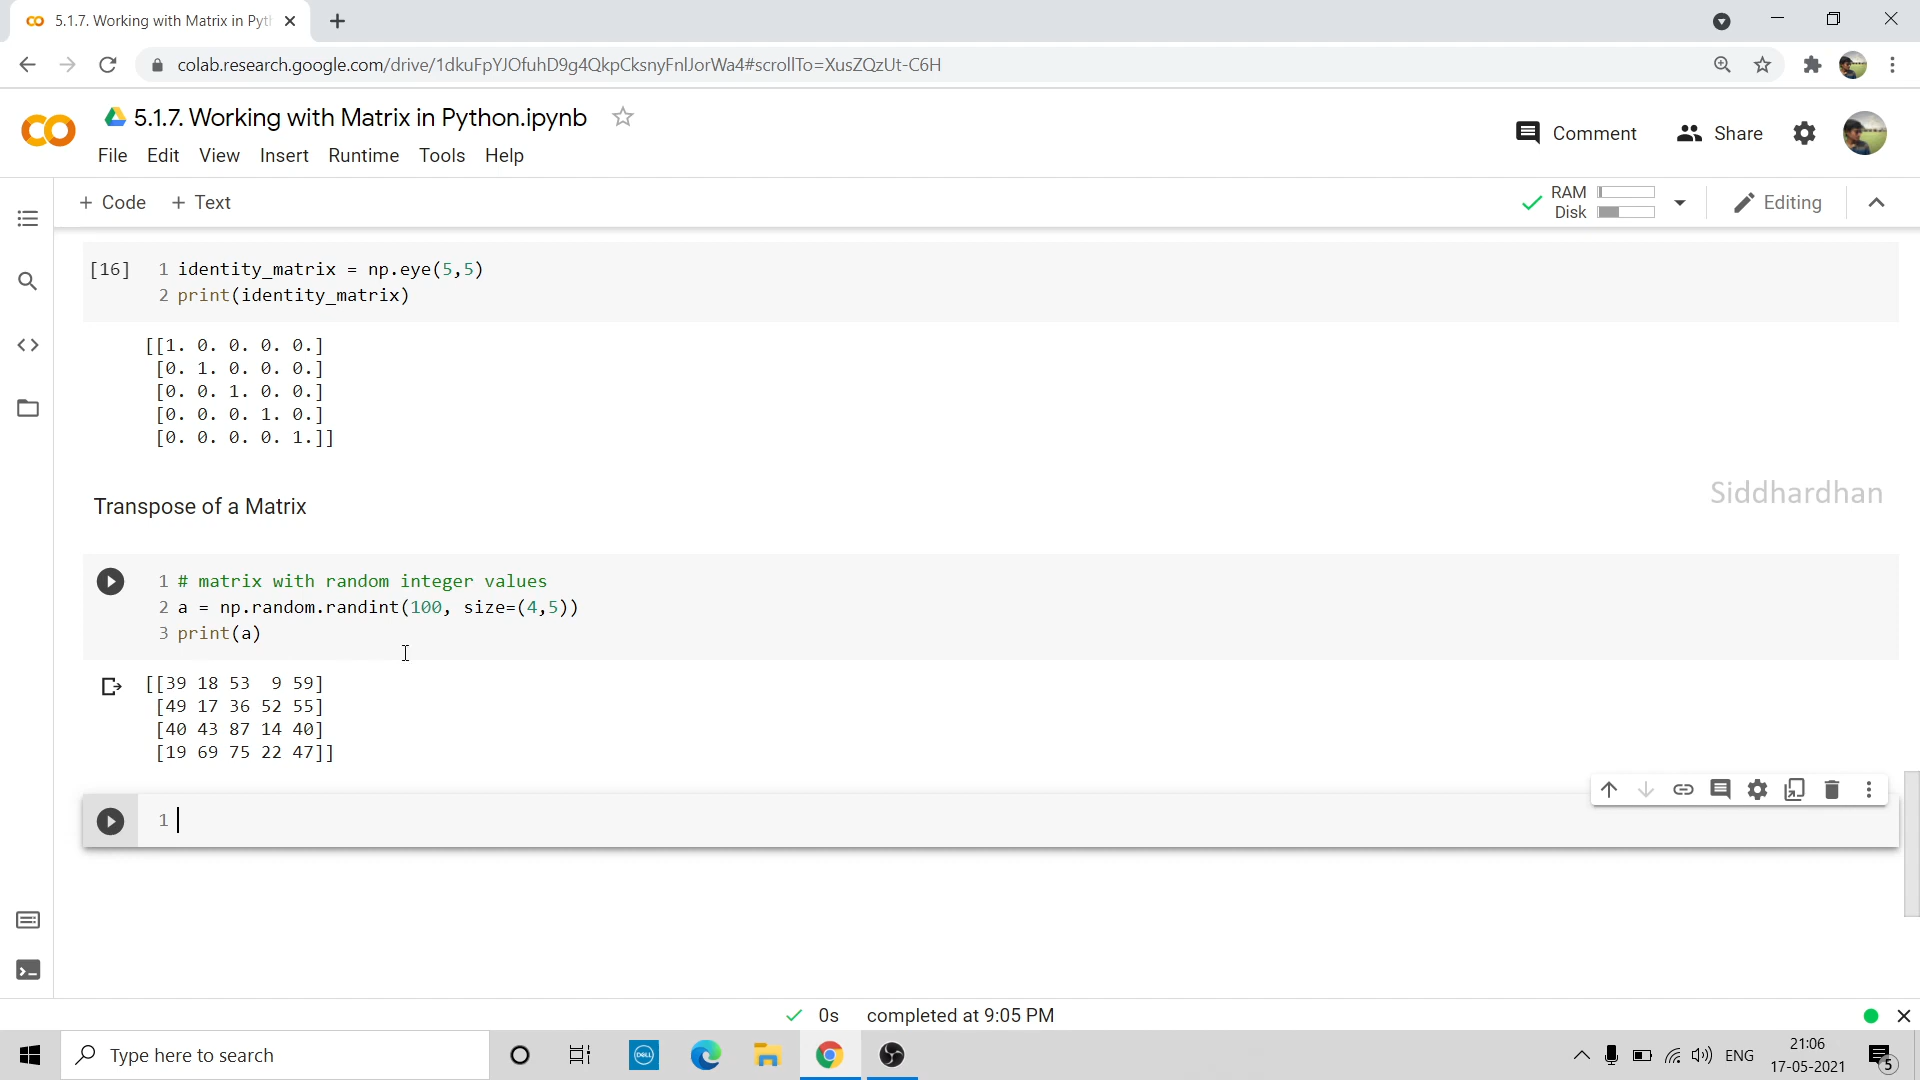 5.1.7. Working with Matrix in Pyt
colab.research.google.com/drive/1dkuFpYJOfuhD9g4QkpCksnyFnlJorWa4#scrollTo=XusZQzUt-C6H
5.1.7. Working with Matrix in Python.ipynb
Comment
Share
File Edit View Insert Runtime Tools Help
+ Code + Text
RAM
Disk
Editing
[16] 1 identity_matrix = np.eye(5,5)
2 print(identity_matrix)
[[1. 0. 0. 0. 0.]
[0. 1. 0. 0. 0.]
[0. 0. 1. 0. 0.]
[0. 0. 0. 1. 0.]
[0. 0. 0. 0. 1.]]
Siddhardhan
Transpose of a Matrix
1 # matrix with random integer values
2 a = np.random.randint(100, size=(4,5))
3 print(a)
[[39 18 53  9 59]
[49 17 36 52 55]
[40 43 87 14 40]
[19 69 75 22 47]]
1
0s completed at 9:05 PM
Type here to search
DELL
ENG
21:06
17-05-2021
5